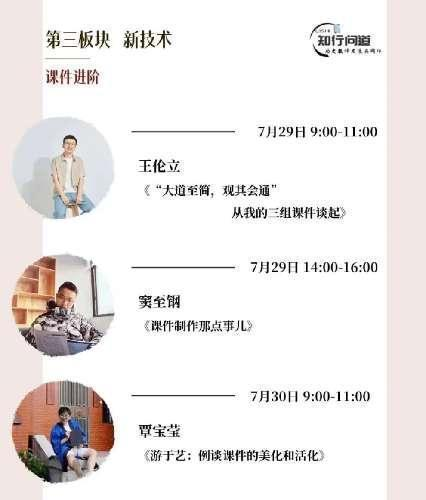 第三板块 新技术
知行问道
课件进阶
7月29日 9:00-11:00
王伦立
《“大道至简，观其会通”
从我的三组课件谈起》
7月29日 14:00-16:00
窦至钢
《课件制作那点事儿》
7月30日 9:00-11:00
覃宝莹
《游于艺：例谈课件的美化和活化》